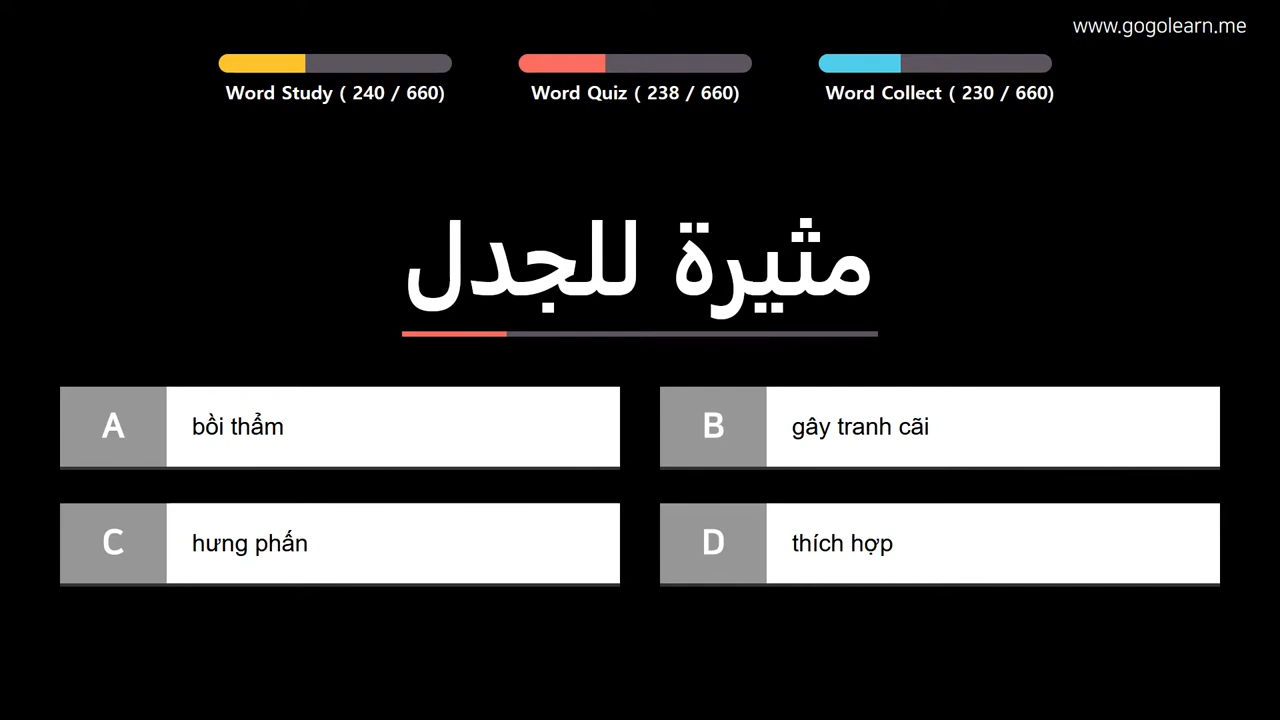 www.gogolearn.me
Word Study ( 240 / 660)
Word Quiz ( 238 / 660)
Word Collect ( 230 / 660)
مثيرة للجدل
A
bồi thẩm
B
gây tranh cãi
C
hưng phấn
D
thích hợp